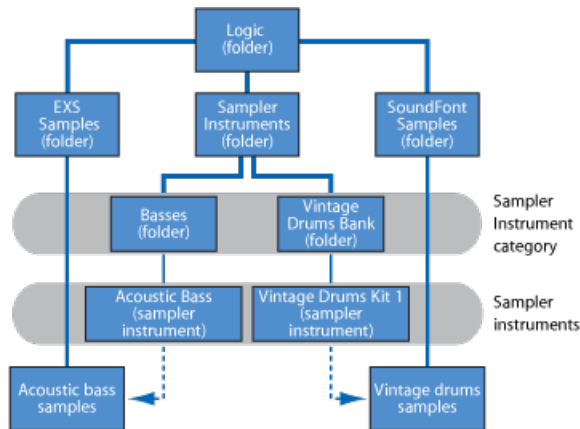 Logic
(folder)
EXS
Samples
(folder)
Sampler
Instruments
(folder)
SoundFont
Samples
(folder)
Basses
(folder)
Vintage
Drums Bank
(folder)
Sampler
Instrument
category
Acoustic Bass
(sampler
instrument)
Vintage Drums Kit 1
(sampler
instrument)
Sampler
instruments
Acoustic bass
samples
Vintage drums
samples